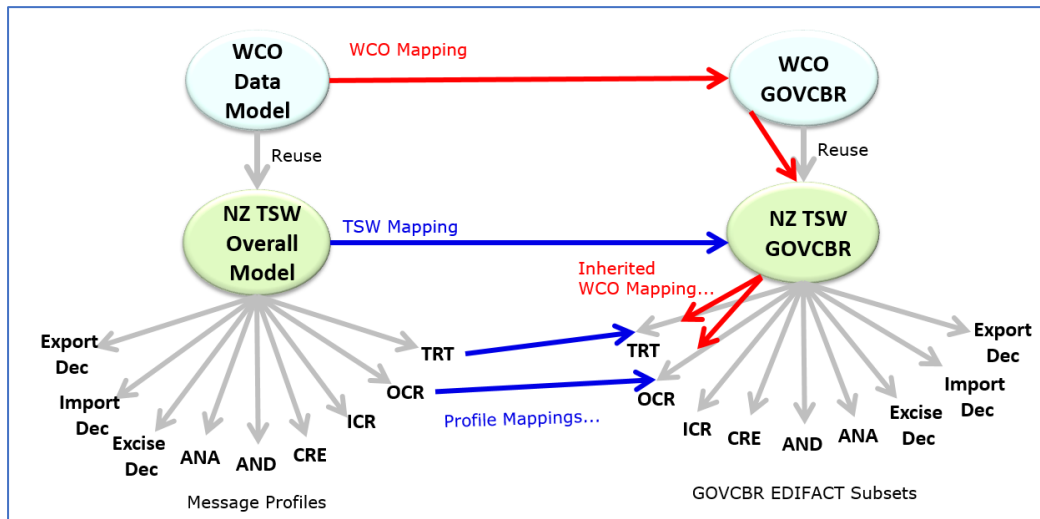 WCO
Data
Model
WCO Mapping
WCO
GOVCBR
Reuse
Reuse
NZ TSW
Overall
Model
TSW Mapping
NZ TSW
GOVCBR
Inherited
WCO Mapping...
Export
Dec
Import
Dec
Excise
Dec
ANA
AND
CRE
ICR
OCR
TRT
Profile Mappings...
TRT
OCR
ICR
CRE
AND
ANA
Excise
Dec
Import
Dec
Export
Dec
Message Profiles
GOVCBR EDIFACT Subsets